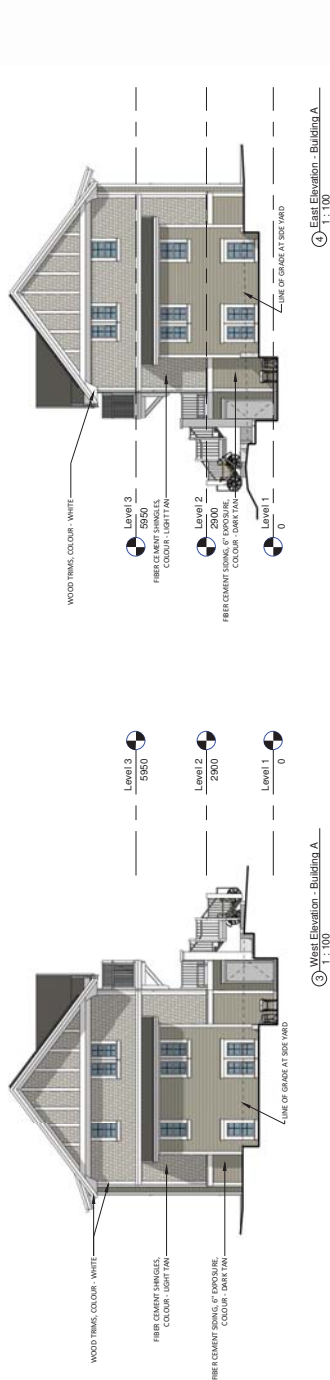 WOOD TRIMS, COLOUR - WHITE
Level 3
5950
FIBER CEMENT SHINGLES,
COLOUR - LIGHT TAN
Level 2
2900
FIBER CEMENT SIDING, 6" EXPOSURE,
COLOUR - DARK TAN
Level 1
0
LINE OF GRADE AT SIDE YARD
4 East Elevation - Building A
1 : 100
WOOD TRIMS, COLOUR - WHITE
Level 3
5950
FIBER CEMENT SHINGLES,
COLOUR - LIGHT TAN
Level 2
2900
FIBER CEMENT SIDING, 6" EXPOSURE,
COLOUR - DARK TAN
Level 1
0
LINE OF GRADE AT SIDE YARD
3 West Elevation - Building A
1 : 100